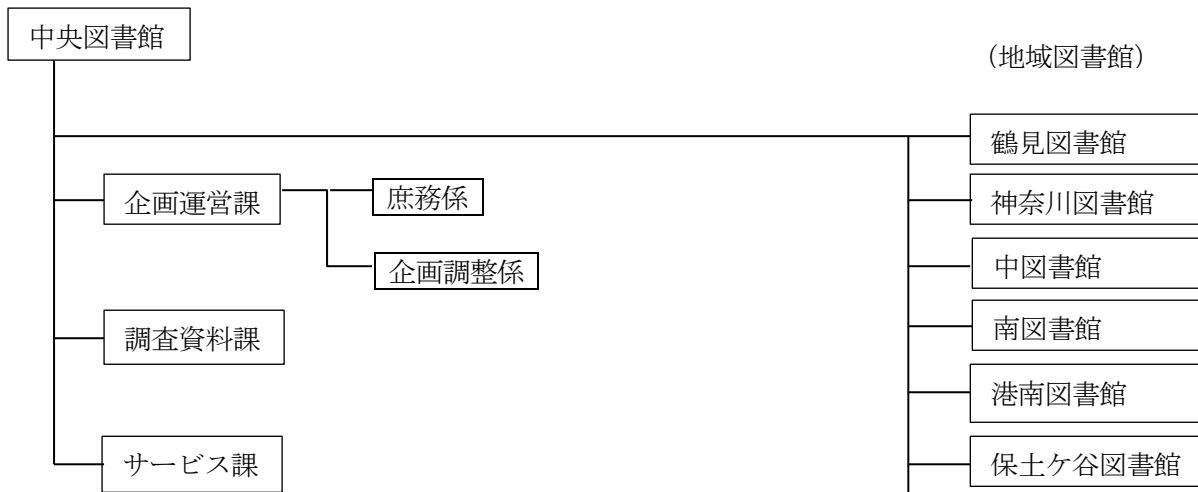 中央図書館
（地域図書館）
鶴見図書館
企画運営課
庶務係
神奈川図書館
企画調整係
中図書館
調査資料課
南図書館
港南図書館
サービス課
保土ケ谷図書館